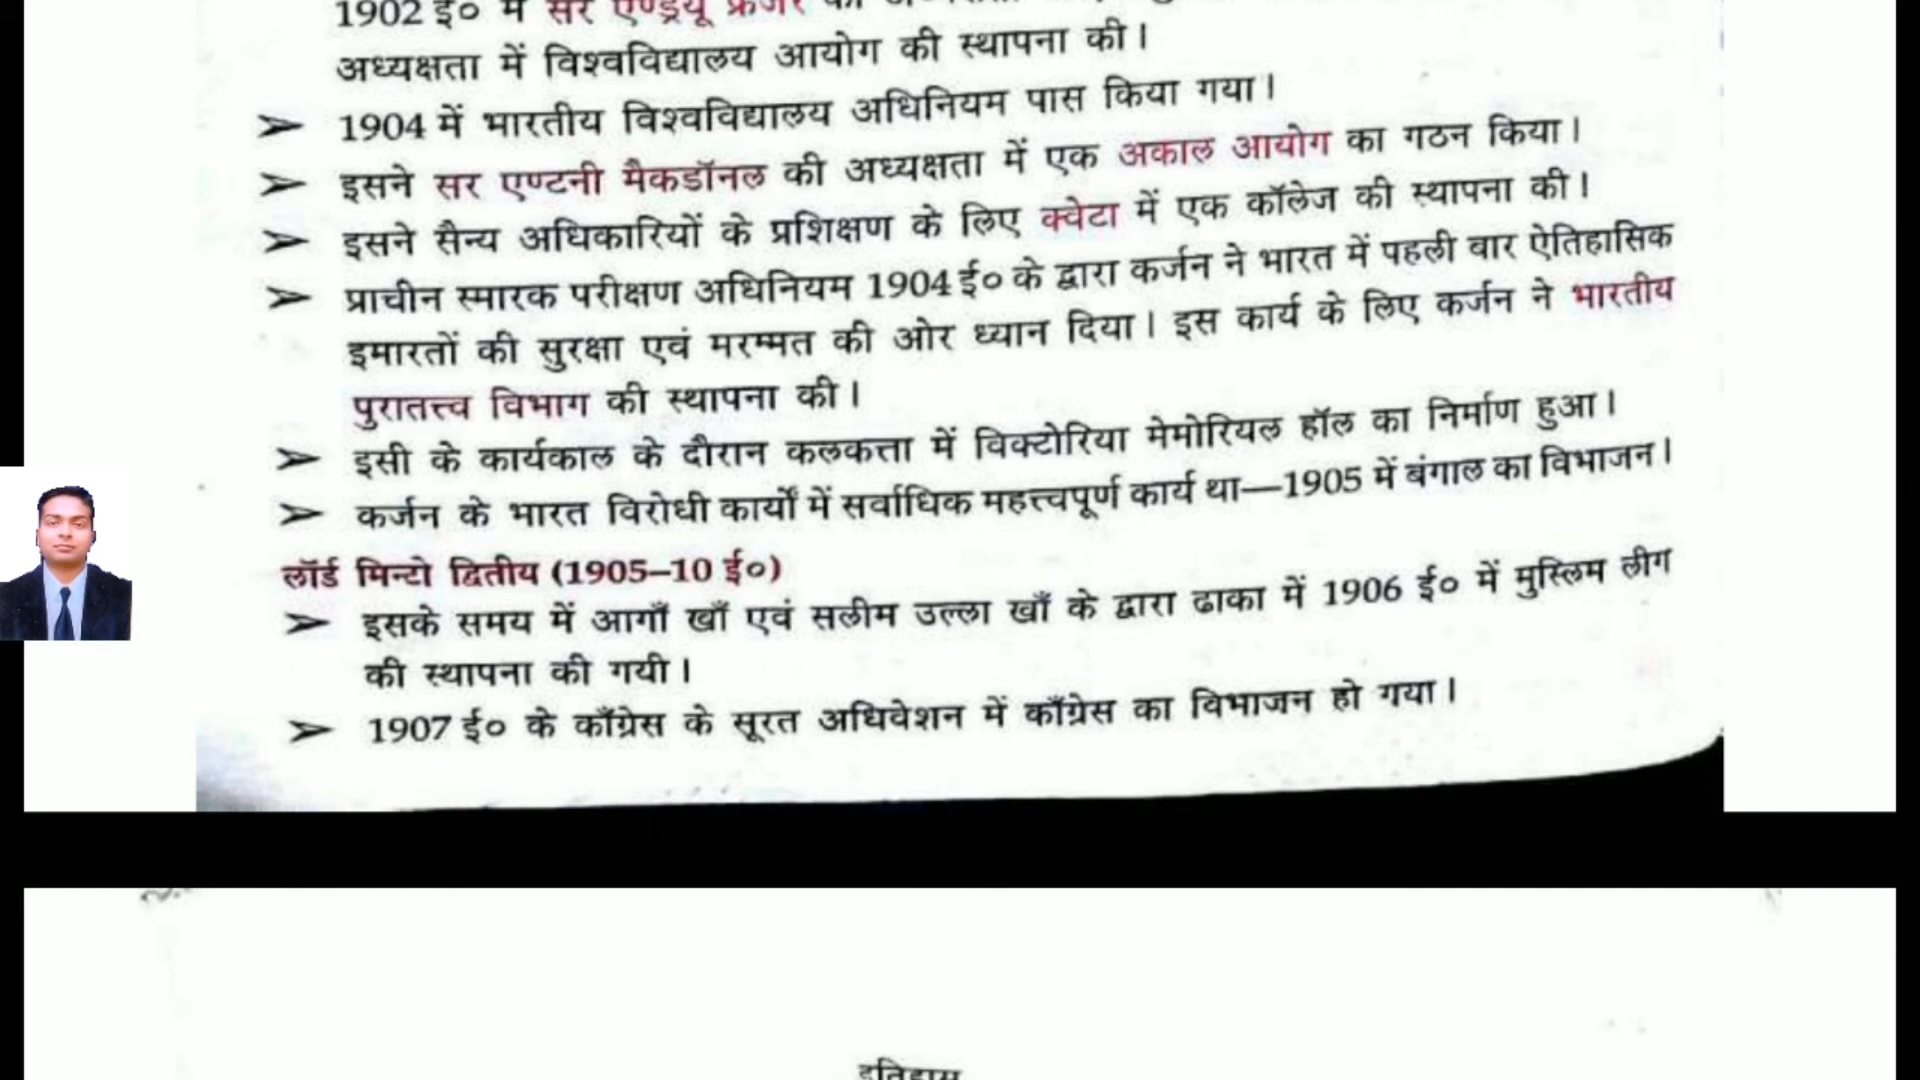 1902 ई० में सर एण्ड्रयू फ्रेजर की
अध्यक्षता में विश्वविद्यालय आयोग की स्थापना की।
➤ 1904 में भारतीय विश्वविद्यालय अधिनियम पास किया गया।
➤ इसने सर एण्टनी मैकडॉनल की अध्यक्षता में एक अकाल आयोग का गठन किया।
➤ इसने सैन्य अधिकारियों के प्रशिक्षण के लिए क्वेटा में एक कॉलेज की स्थापना की।
➤ प्राचीन स्मारक परीक्षण अधिनियम 1904 ई० के द्वारा कर्जन ने भारत में पहली बार ऐतिहासिक
इमारतों की सुरक्षा एवं मरम्मत की ओर ध्यान दिया। इस कार्य के लिए कर्जन ने भारतीय
पुरातत्त्व विभाग की स्थापना की।
➤ इसी के कार्यकाल के दौरान कलकत्ता में विक्टोरिया मेमोरियल हॉल का निर्माण हुआ।
➤ कर्जन के भारत विरोधी कार्यों में सर्वाधिक महत्त्वपूर्ण कार्य था—1905 में बंगाल का विभाजन।
लॉर्ड मिन्टो द्वितीय (1905–10 ई०)
➤ इसके समय में आगाँ खाँ एवं सलीम उल्ला खाँ के द्वारा ढाका में 1906 ई० में मुस्लिम लीग
की स्थापना की गयी।
➤ 1907 ई० के काँग्रेस के सूरत अधिवेशन में काँग्रेस का विभाजन हो गया।
इतिहास